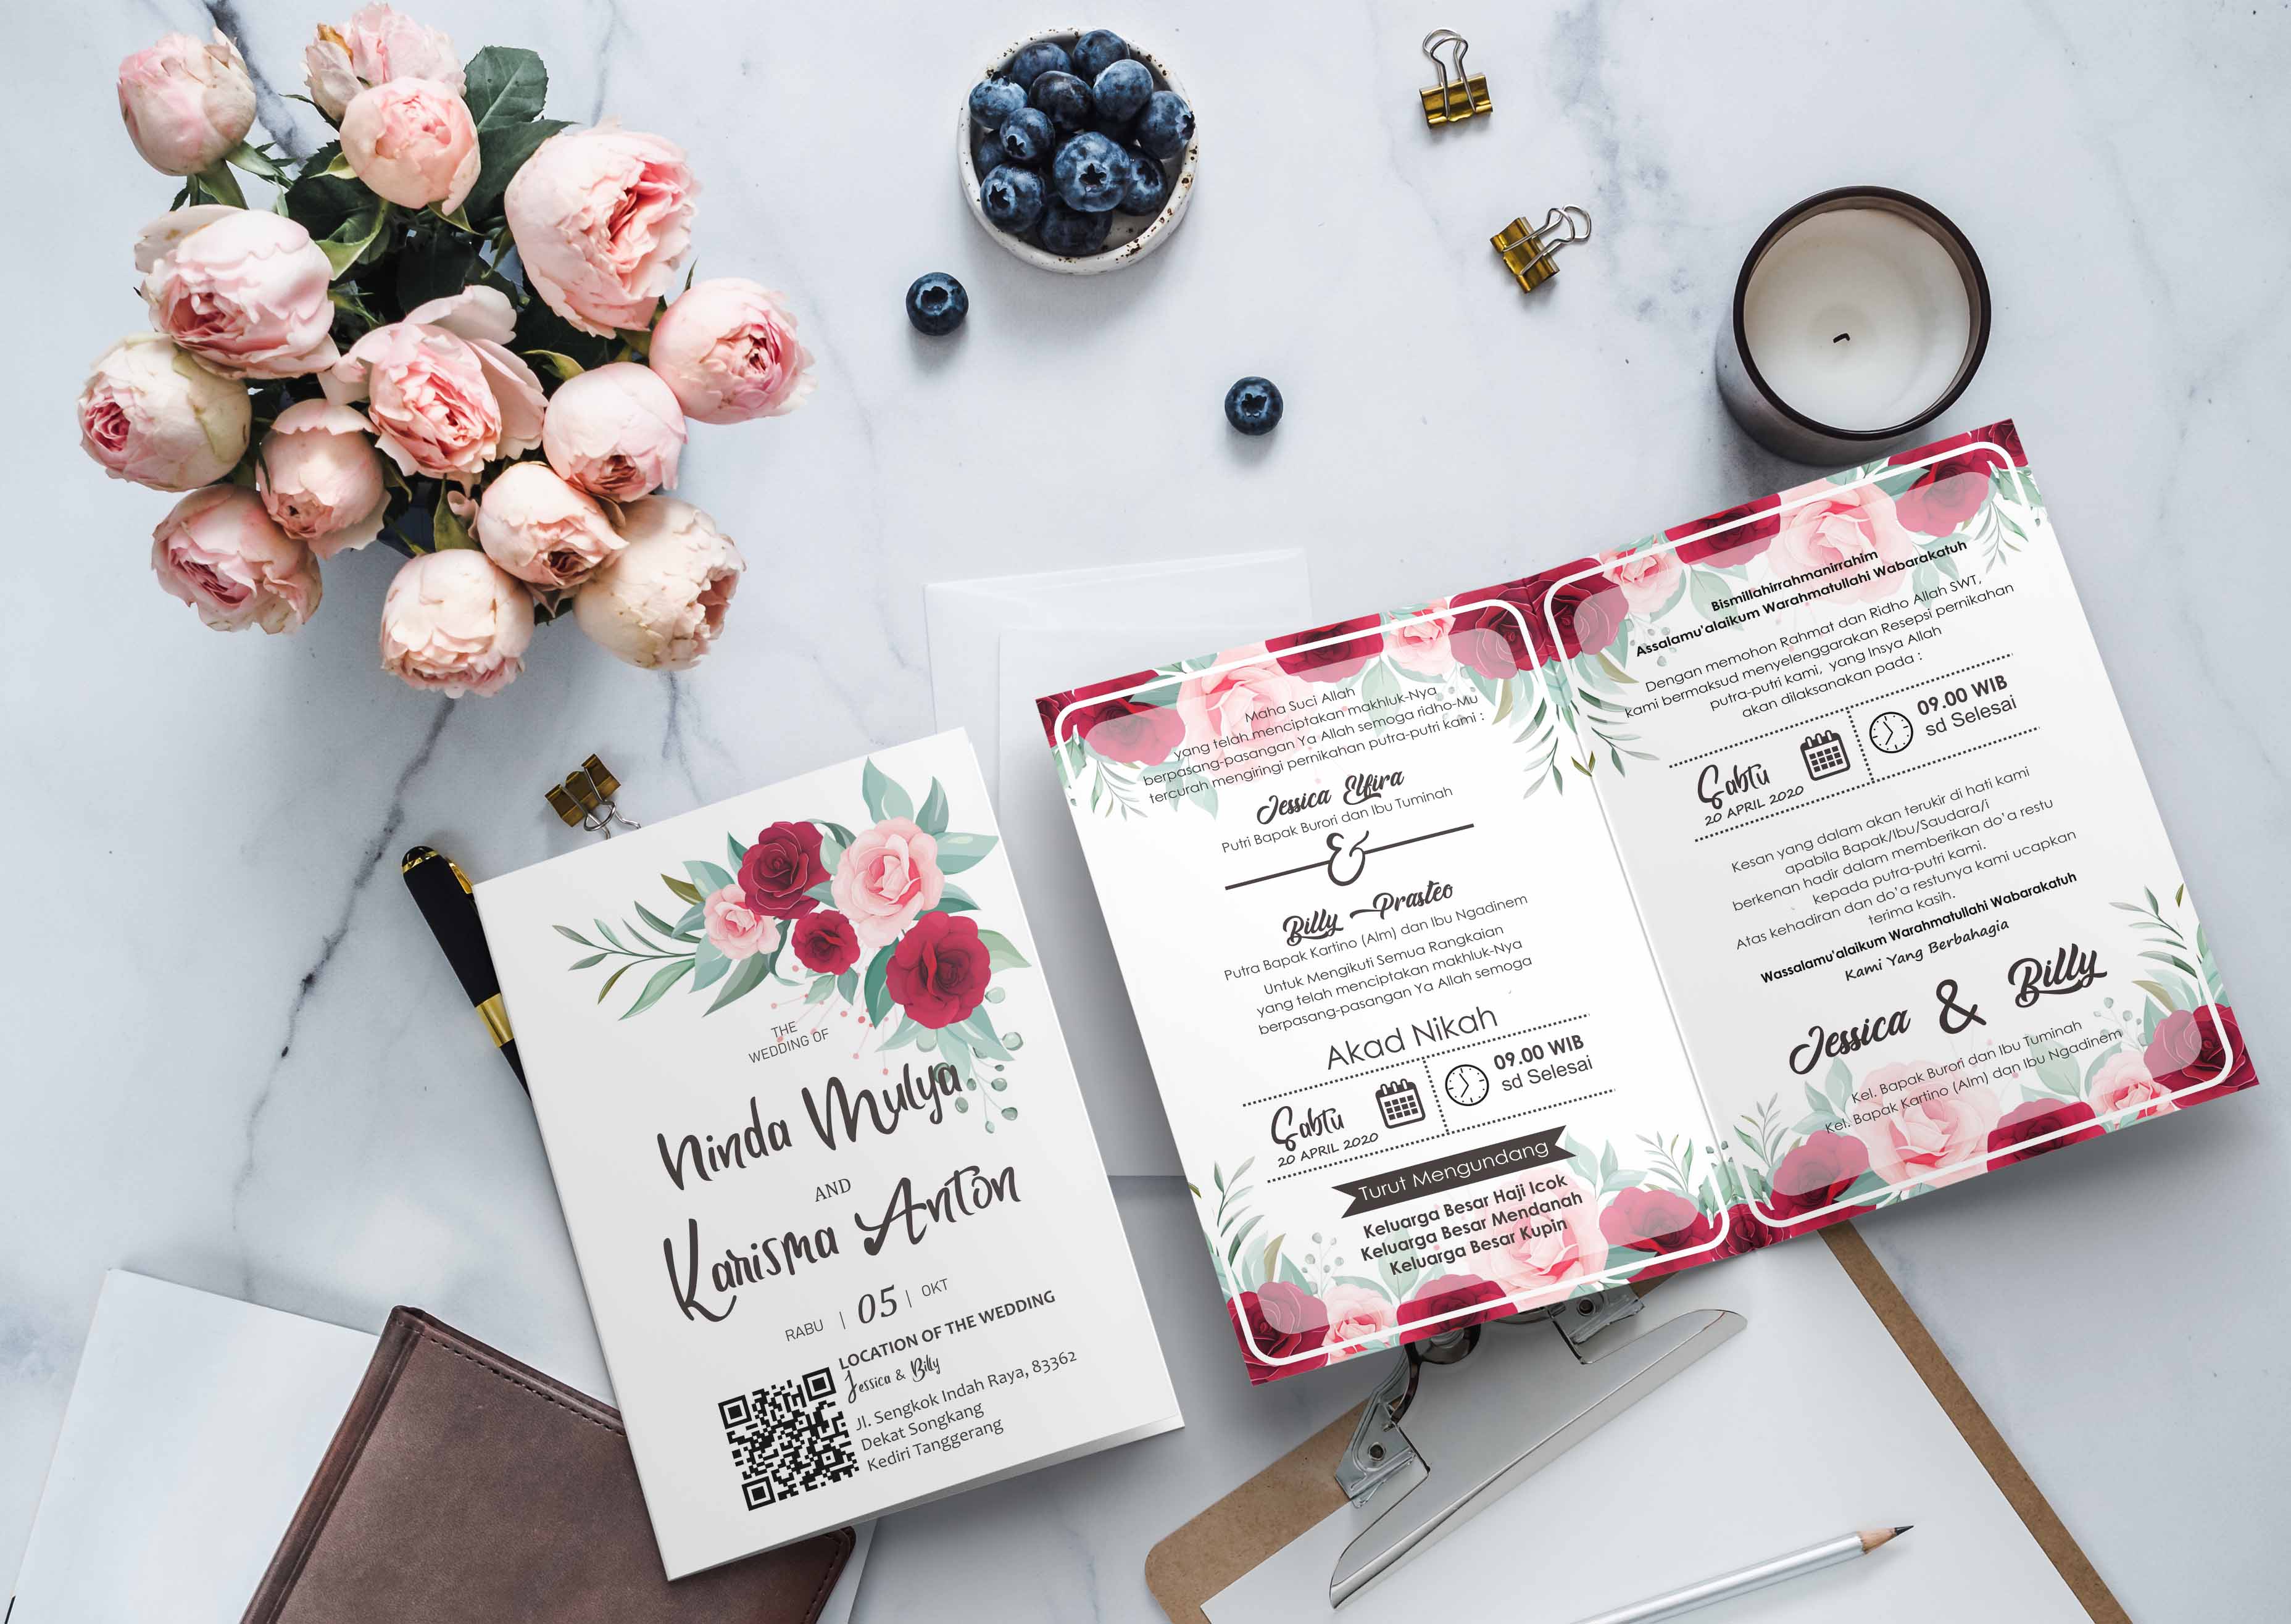 THE
WEDDING OF
Ninda Mulya
AND
Karisma Anton
RABU | 05 | OKT
LOCATION OF THE WEDDING
Jessica & Billy
Jl. Sengkok Indah Raya, 83362
Dekat Songkang
Kediri Tanggerang
Maha Suci Allah
yang telah menciptakan makhluk-Nya
berpasang-pasangan Ya Allah semoga ridho-Mu
tercurah mengiringi pernikahan putra-putri kami :
Jessica Elfira
Putri Bapak Burori dan Ibu Tuminah
&
Billy Prasteo
Putra Bapak Kartino (Alm) dan Ibu Ngadinem
Untuk Mengikuti Semua Rangkaian
yang telah menciptakan makhluk-Nya
berpasang-pasangan Ya Allah semoga
Akad Nikah
Sabtu
20 APRIL 2020
09.00 WIB
sd Selesai
Turut Mengundang
Keluarga Besar Haji Icok
Keluarga Besar Mendanah
Keluarga Besar Kupin
Bismillahirrahmanirrahim
Assalamu'alaikum Warahmatullahi Wabarakatuh
Dengan memohon Rahmat dan Ridho Allah SWT,
kami bermaksud menyelenggarakan Resepsi pernikahan
putra-putri kami, yang Insya Allah
akan dilaksanakan pada :
Sabtu
20 APRIL 2020
09.00 WIB
sd Selesai
Kesan yang dalam akan terukir di hati kami
apabila Bapak/Ibu/Saudara/i
berkenan hadir dalam memberikan do'a restu
kepada putra-putri kami.
Atas kehadiran dan do'a restunya kami ucapkan
terima kasih.
Wassalamu'alaikum Warahmatullahi Wabarakatuh
Kami Yang Berbahagia
Jessica & Billy
Kel. Bapak Burori dan Ibu Tuminah
Kel. Bapak Kartino (Alm) dan Ibu Ngadinem